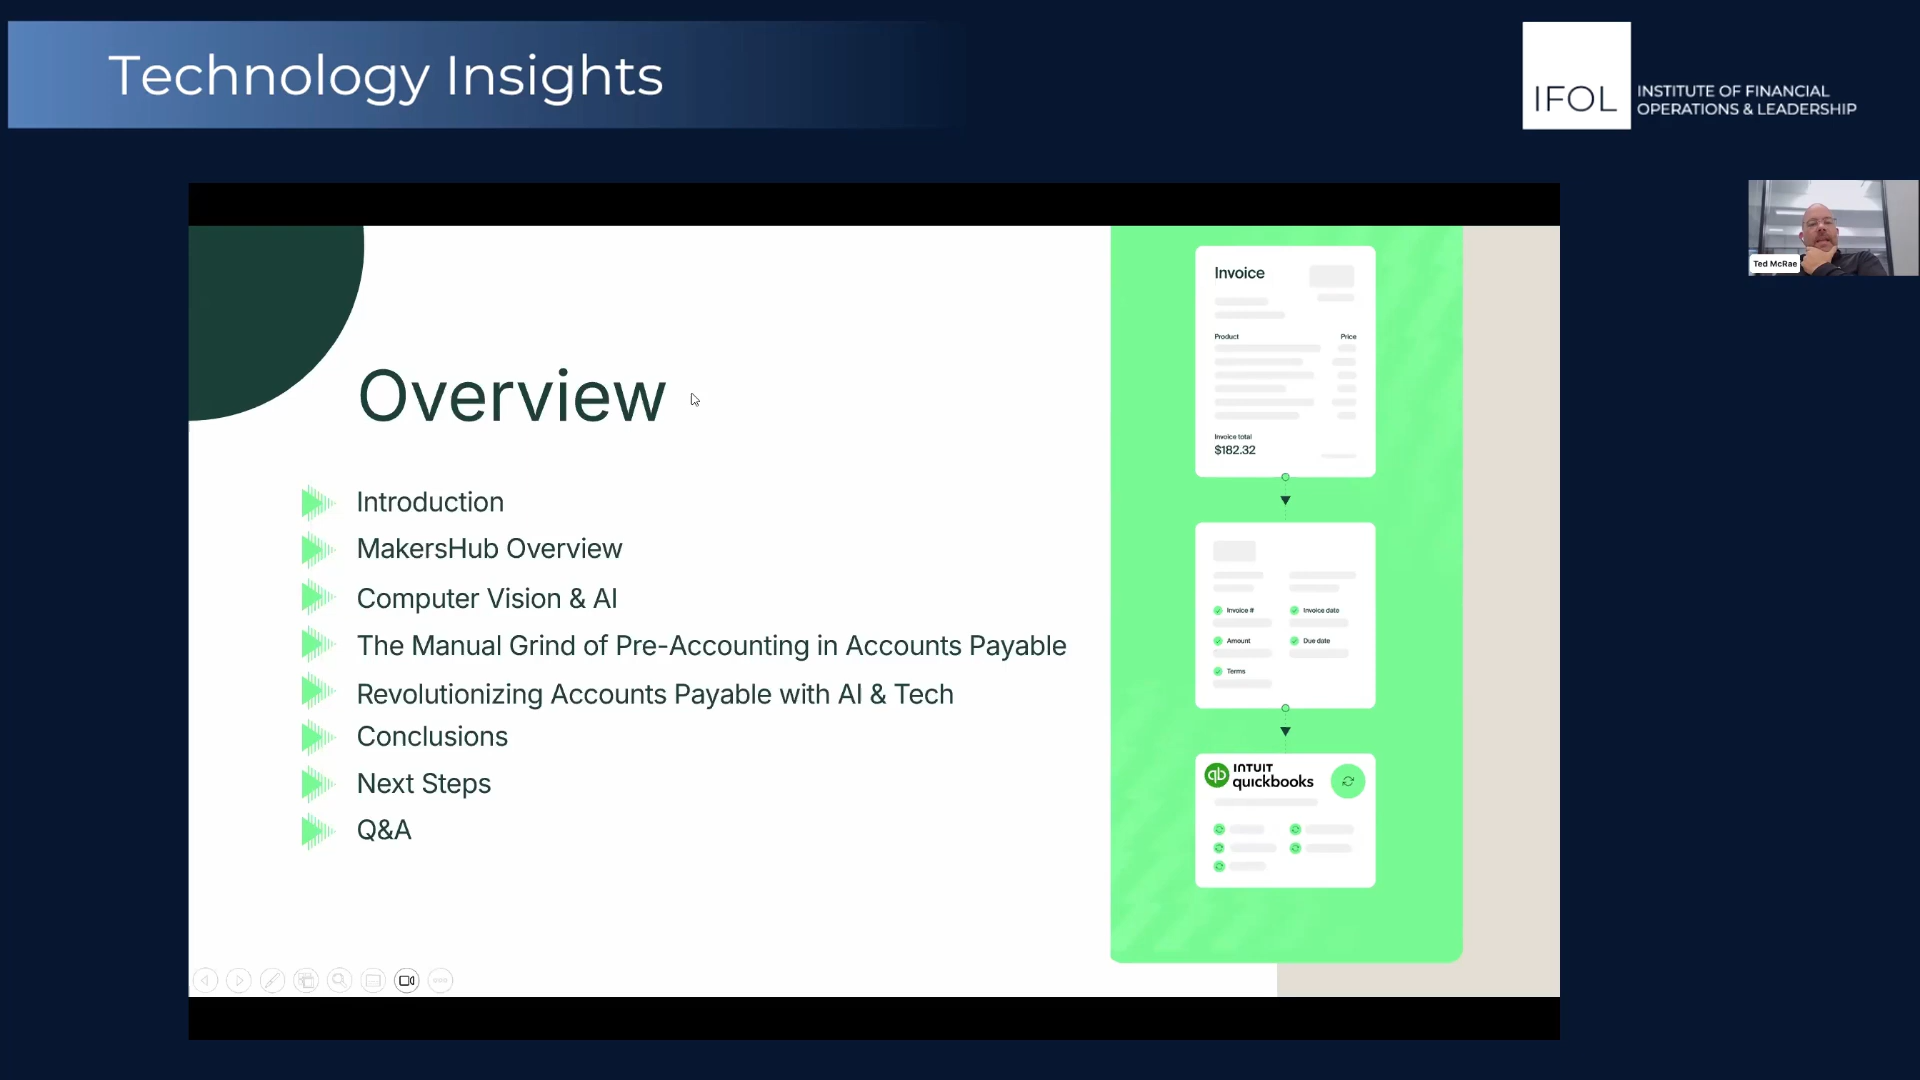 Technology Insights
IFOL
INSTITUTE OF FINANCIAL
OPERATIONS & LEADERSHIP
Ted McRae
Overview
Introduction
MakersHub Overview
Computer Vision & AI
The Manual Grind of Pre-Accounting in Accounts Payable
Revolutionizing Accounts Payable with AI & Tech
Conclusions
Next Steps
Q&A
Invoice
Product Price
Invoice total
$182.32
Invoice # Invoice date
Amount Due date
Terms
qb INTUIT
quickbooks